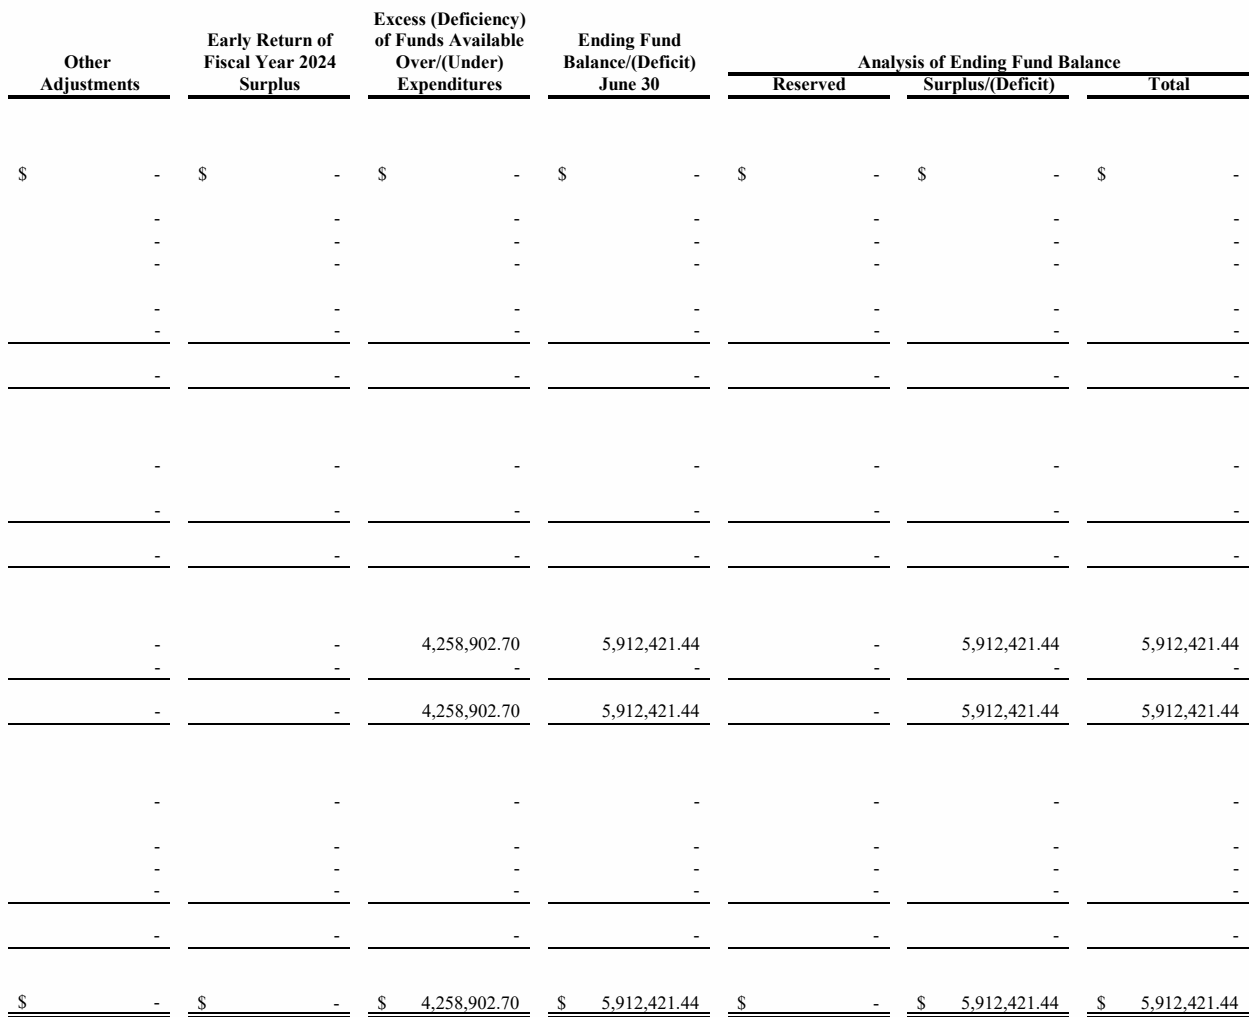 Excess (Deficiency)
Early Return of of Funds Available Ending Fund
Other Fiscal Year 2024 Over/(Under) Balance/(Deficit) Analysis of Ending Fund Balance
Adjustments Surplus Expenditures June 30 Reserved Surplus/(Deficit) Total
$ - $ - $ - $ - $ - $ - $ -
- - - - - - -
- - - - - - -
- - - - - - -
- - - - - - -
- - - - - - -
- - - - - - -
- - - - - - -
- - - - - - -
- - - - - - -
- - 4,258,902.70 5,912,421.44 - 5,912,421.44 5,912,421.44
- - - - - - -
- - 4,258,902.70 5,912,421.44 - 5,912,421.44 5,912,421.44
- - - - - - -
- - - - - - -
- - - - - - -
- - - - - - -
- - - - - - -
$ - $ - $ 4,258,902.70 $ 5,912,421.44 $ - $ 5,912,421.44 $ 5,912,421.44